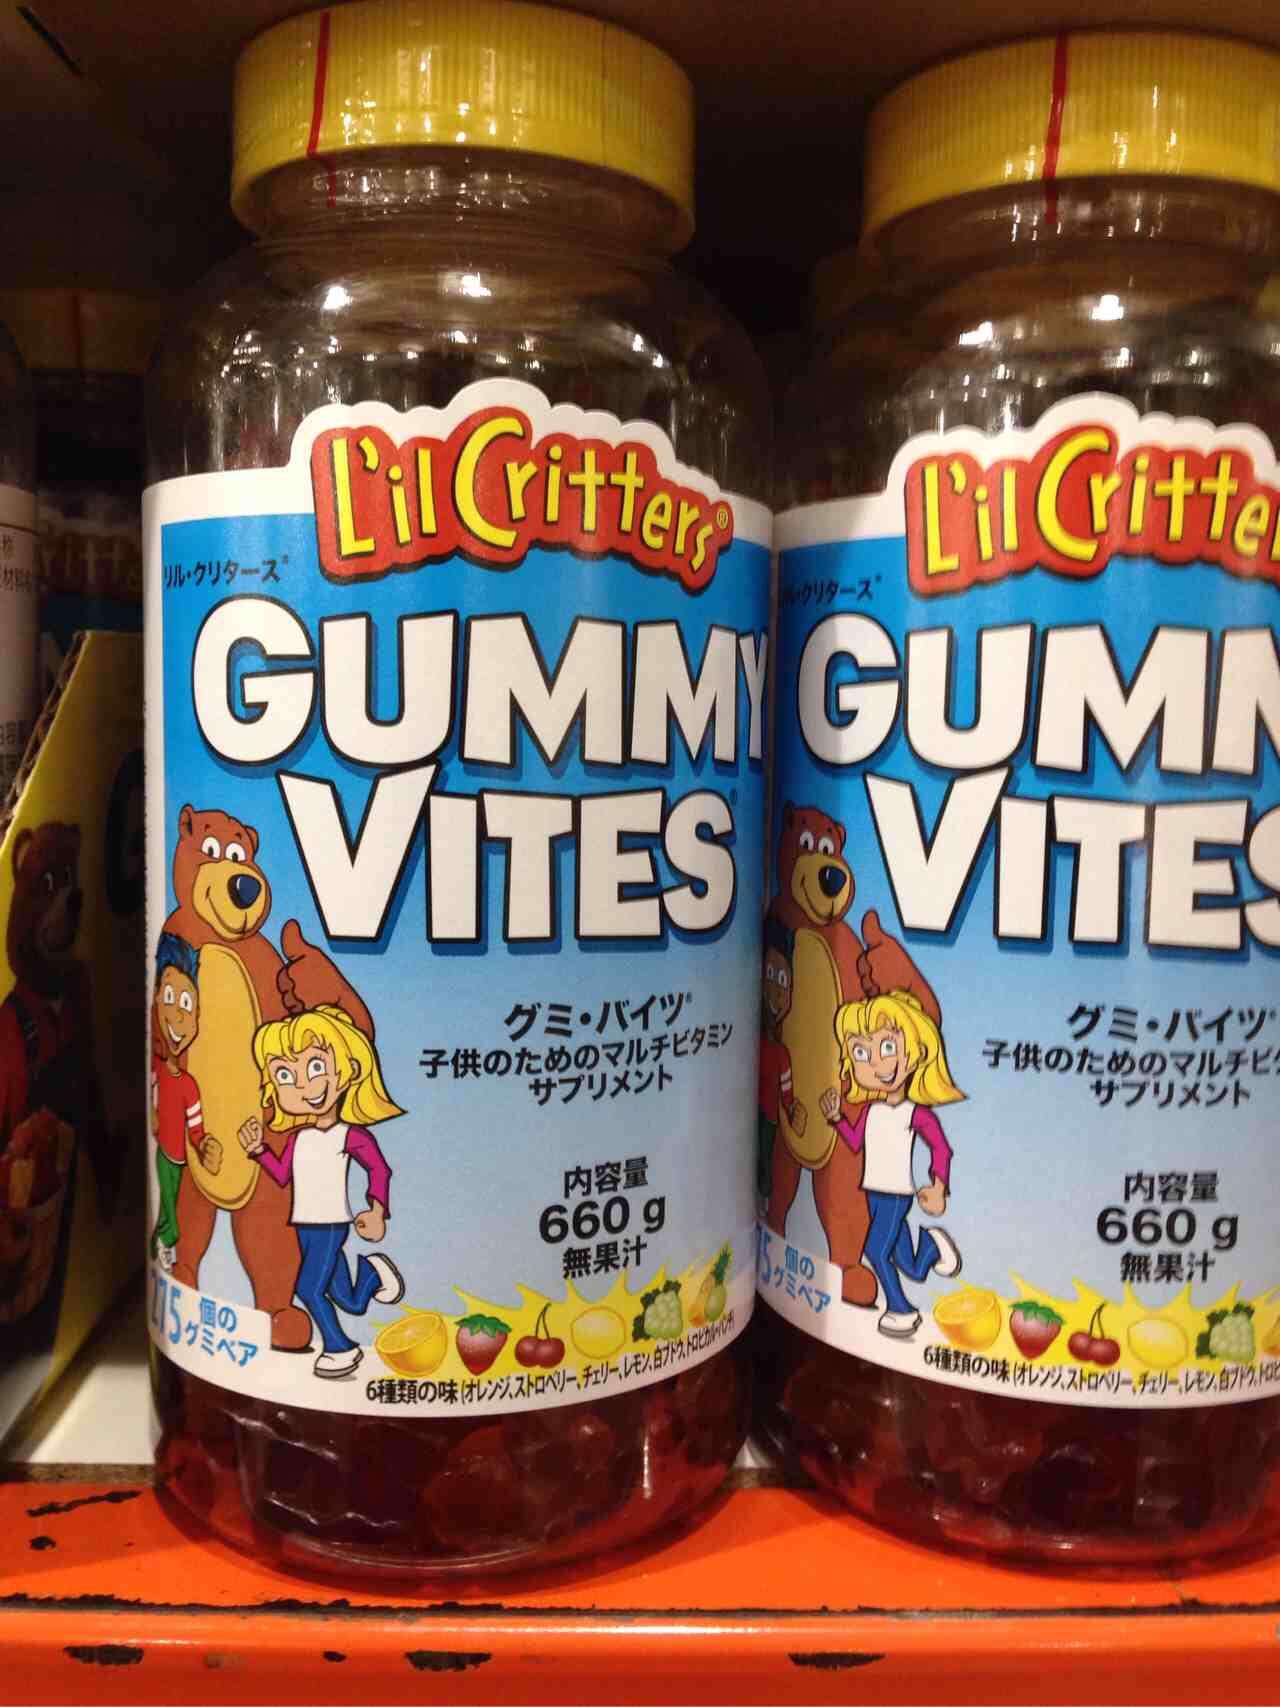 L'il Critters®
リル・クリタース®
GUMMY
VITES®
グミ・バイツ®
子供のためのマルチビタミン
サプリメント
内容量
660 g
無果汁
275 個の
グミベア
6種類の味(オレンジ、ストロベリー、チェリー、レモン、白ブドウ、トロピカル・パンチ)
L'il Critte
ル・クリタース®
GUMM
VITES
グミ・バイツ®
子供のためのマルチビタ
サプリメント
内容量
660 g
無果汁
75 個の
グミベア
6種類の味(オレンジ、ストロベリー、チェリー、レモン、白ブドウ、トロピ